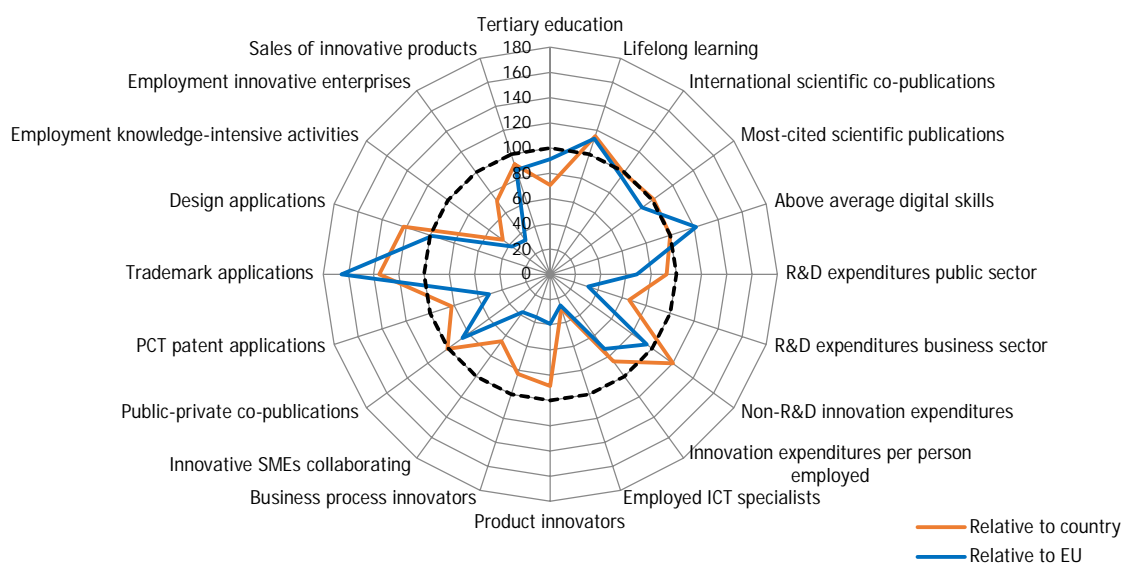 Tertiary education
Sales of innovative products
Lifelong learning
Employment innovative enterprises
International scientific co-publications
Employment knowledge-intensive activities
Most-cited scientific publications
Design applications
Above average digital skills
Trademark applications
R&D expenditures public sector
PCT patent applications
R&D expenditures business sector
Public-private co-publications
Non-R&D innovation expenditures
Innovative SMEs collaborating
Innovation expenditures per person
employed
Business process innovators
Employed ICT specialists
Product innovators
180
160
140
120
100
80
60
40
20
0
Relative to country
Relative to EU